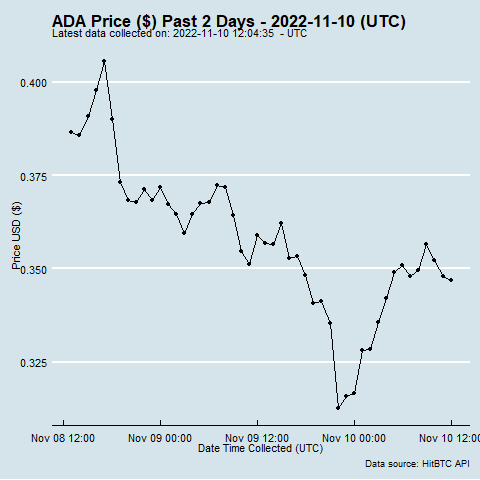 ADA Price ($) Past 2 Days - 2022-11-10 (UTC)
Latest data collected on: 2022-11-10 12:04:35 - UTC
0.400
0.375
0.350
0.325
Price USD ($)
Nov 08 12:00 Nov 09 00:00 Nov 09 12:00 Nov 10 00:00 Nov 10 12:00
Date Time Collected (UTC)
Data source: HitBTC API